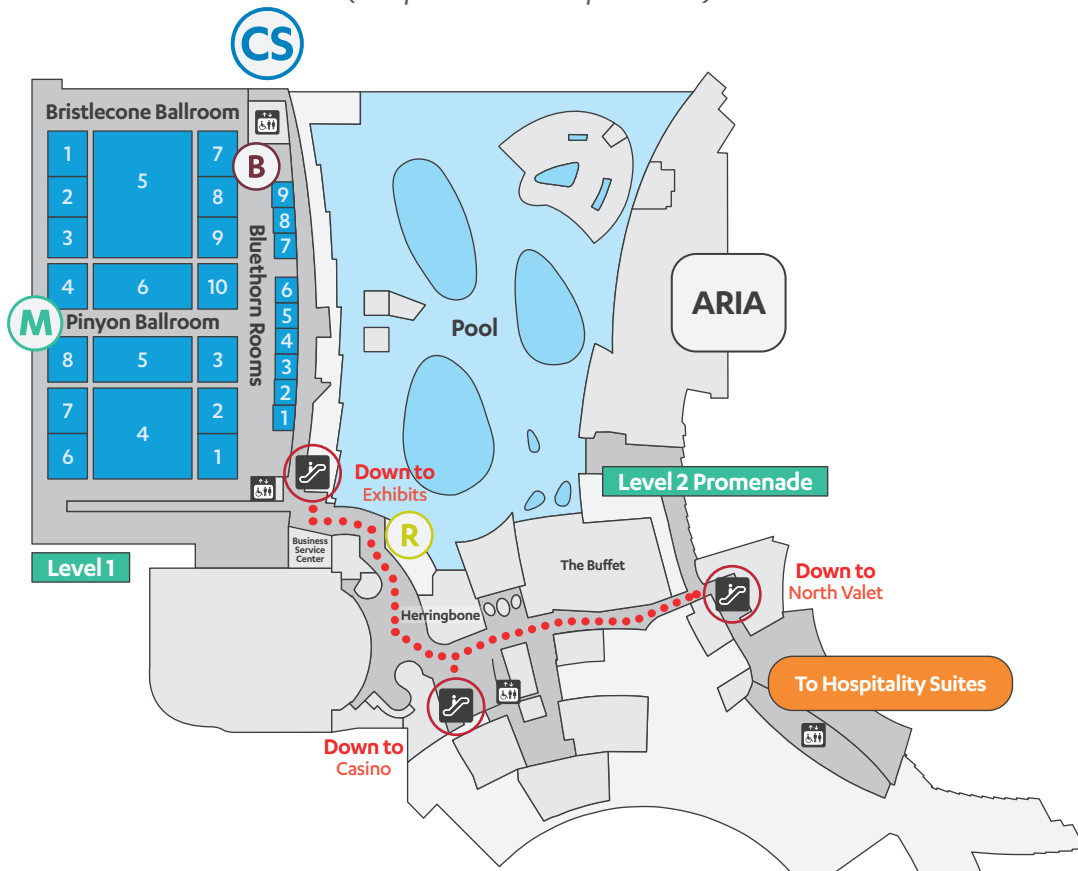 CS
Bristlecone Ballroom
1
2
3
4
5
6
7
8
9
10
B
M
Pinyon Ballroom
8
7
6
5
4
3
2
1
Bluethorn Rooms
9
8
7
6
5
4
3
2
1
Pool
ARIA
Level 2 Promenade
Down to
Exhibits
R
Business
Service
Center
Level 1
The Buffet
Herringbone
Down to
North Valet
To Hospitality Suites
Down to
Casino